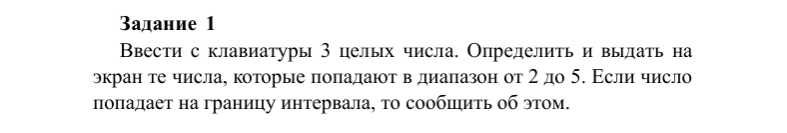 Задание 1
Ввести с клавиатуры 3 целых числа. Определить и выдать на
экран те числа, которые попадают в диапазон от 2 до 5. Если число
попадает на границу интервала, то сообщить об этом.